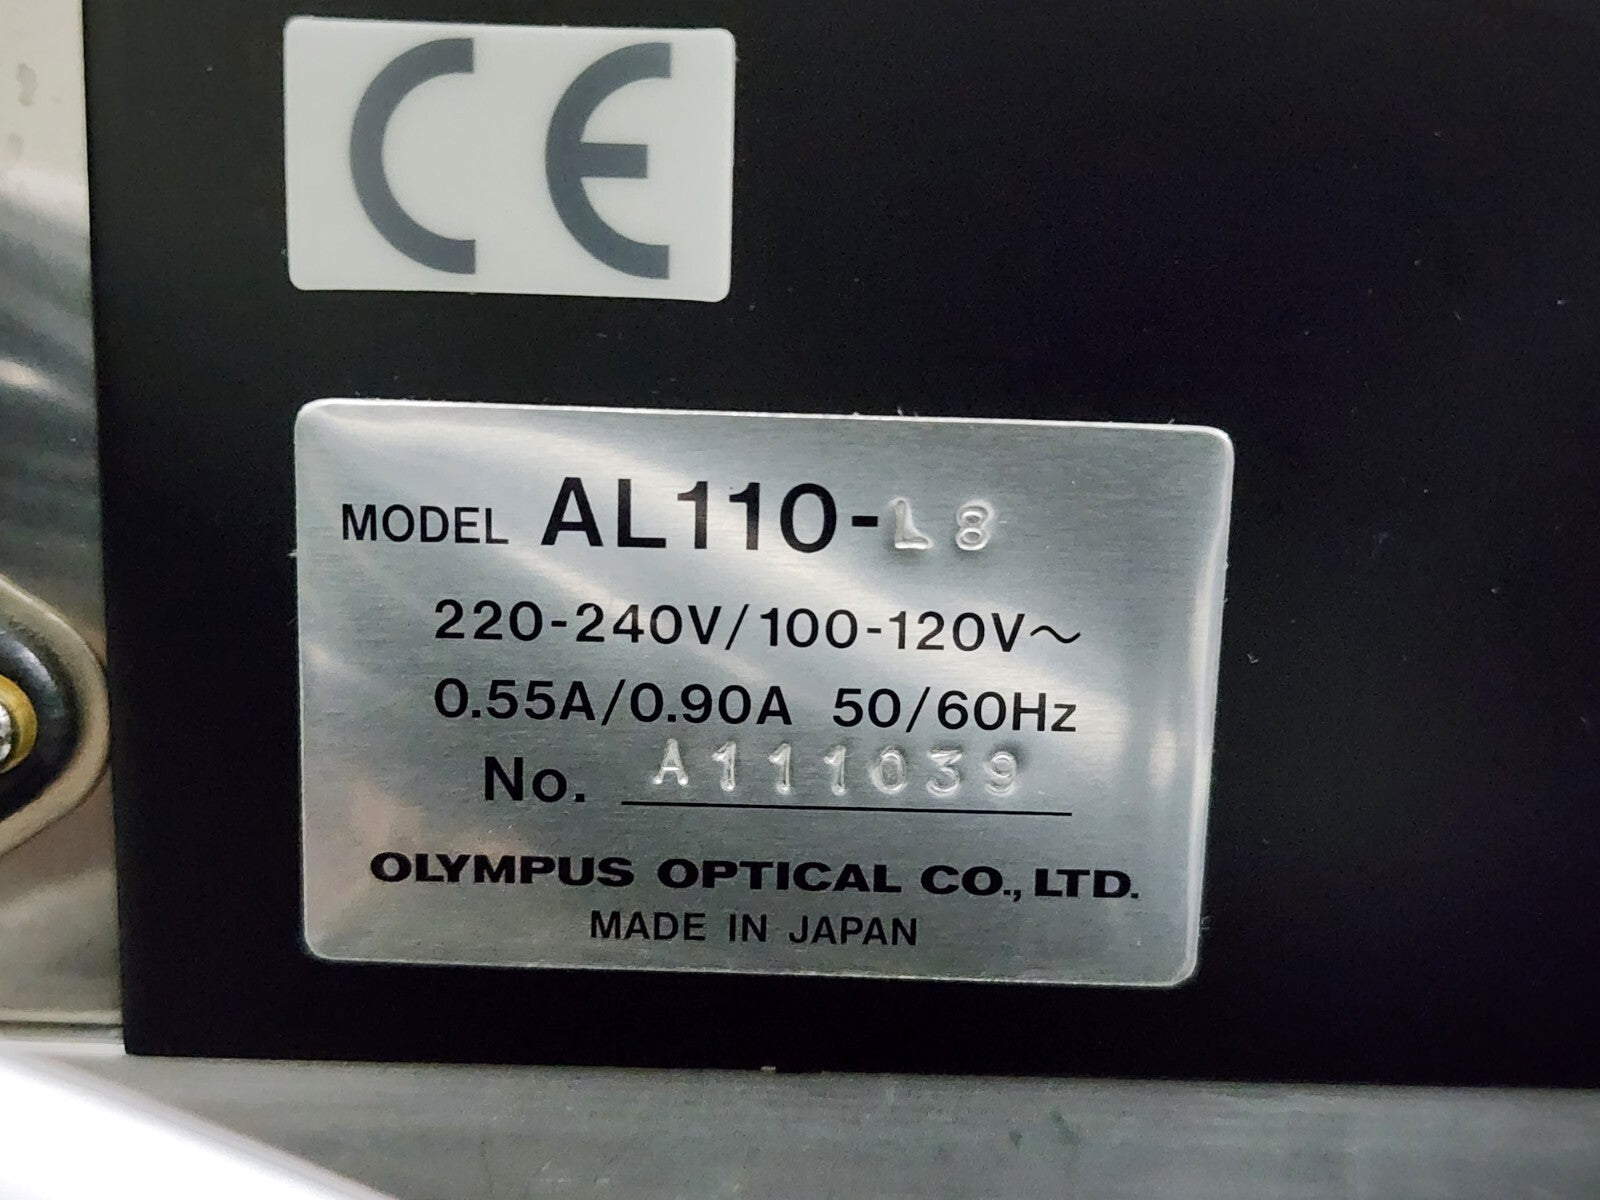 CE
MODEL AL110-L8
220-240V/100-120V～
0.55A/0.90A 50/60Hz
No. A111039
OLYMPUS OPTICAL CO., LTD.
MADE IN JAPAN